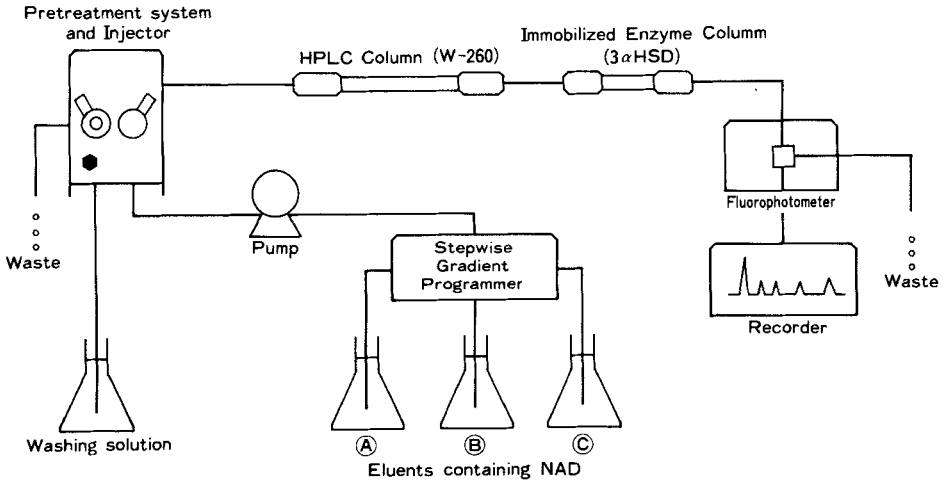 Pretreatment system
and Injector
HPLC Column (W-260)
Immobilized Enzyme Columm
(3αHSD)
Fluorophotometer
Waste
Pump
Stepwise
Gradient
Programmer
Waste
Recorder
Washing solution
Ⓐ Ⓑ Ⓒ
Eluents containing NAD